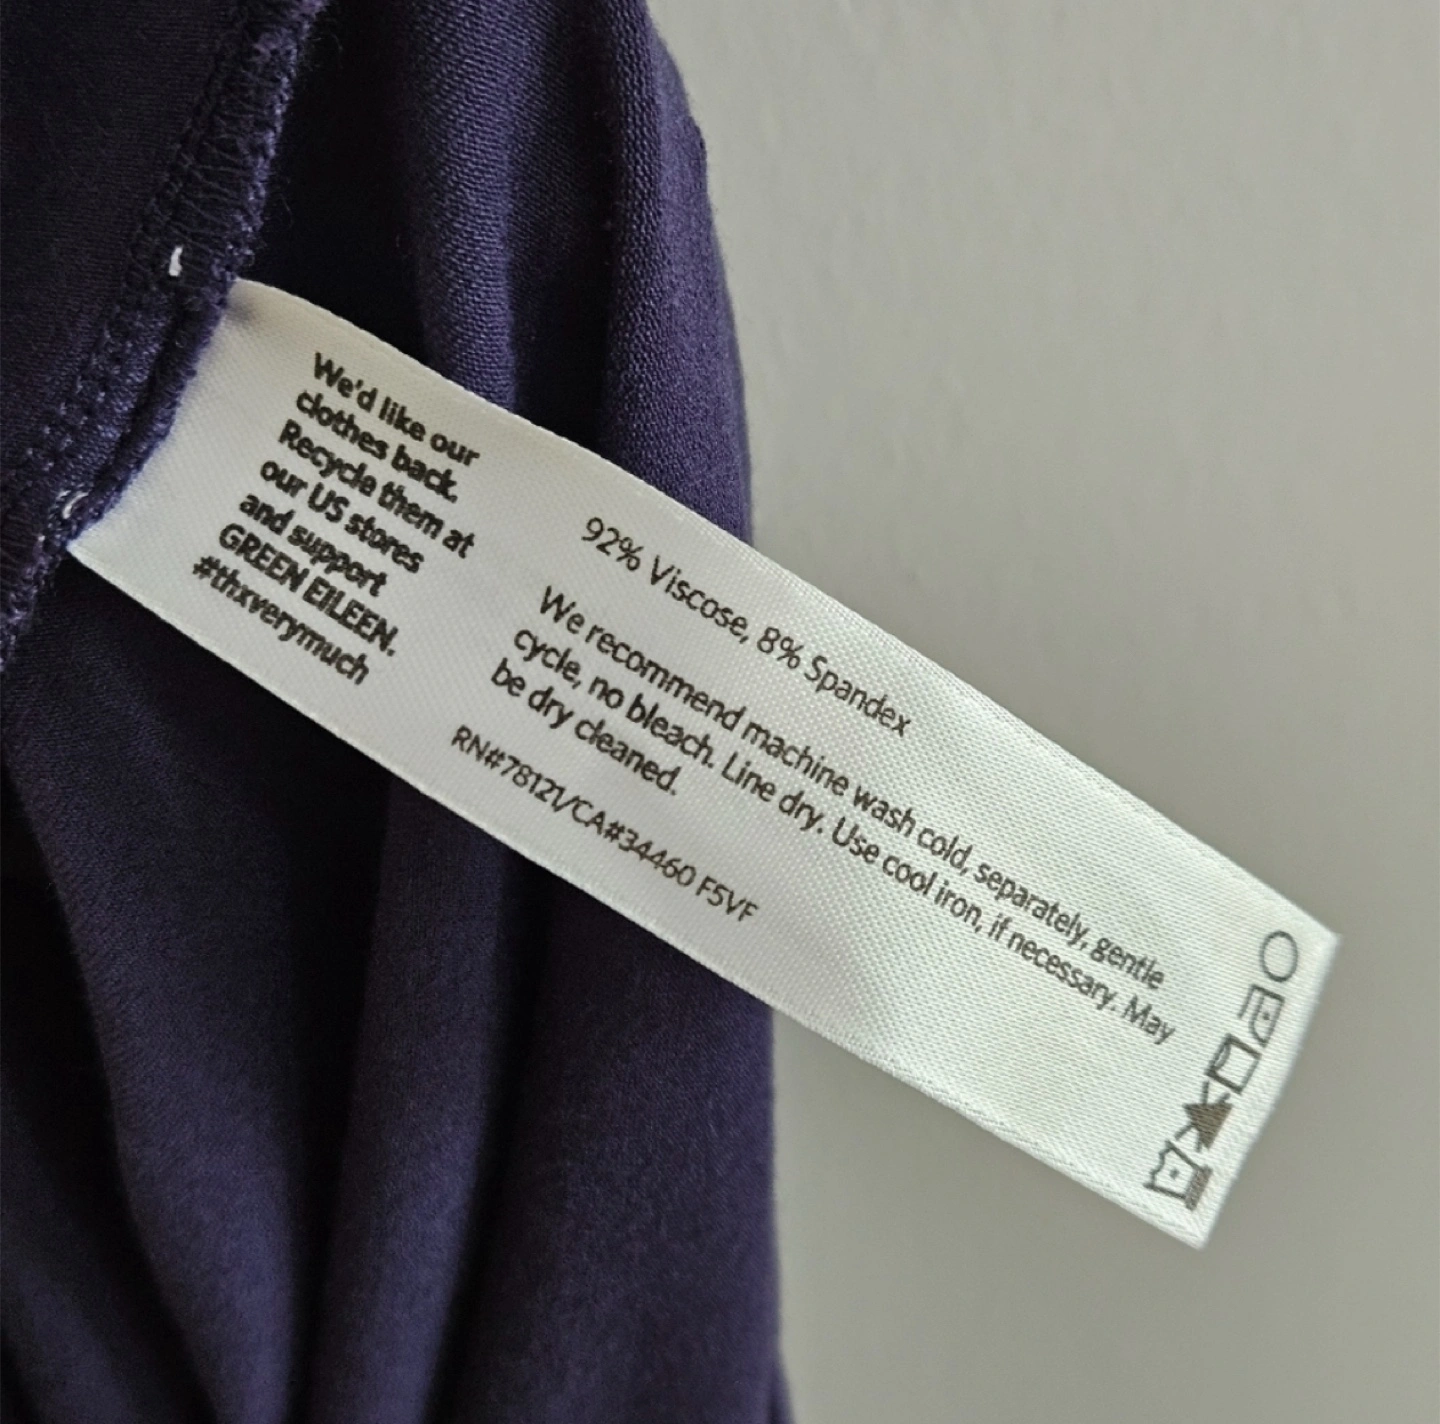 We'd like our
clothes back.
Recycle them at
our US stores
and support
GREEN EILEEN.
#thxverymuch
92% Viscose, 8% Spandex
We recommend machine wash cold, separately, gentle
cycle, no bleach. Line dry. Use cool iron, if necessary. May
be dry cleaned.
RN#78121/CA#34460 F5VF